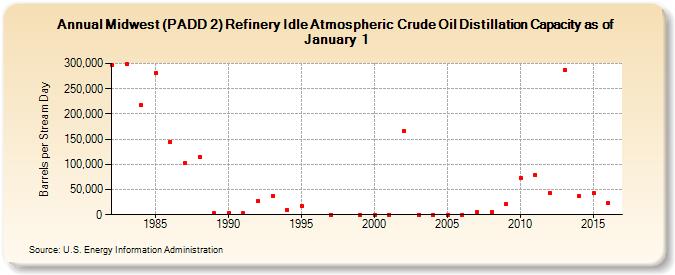 Annual Midwest (PADD 2) Refinery Idle Atmospheric Crude Oil Distillation Capacity as of
January 1
Barrels per Stream Day
300,000
250,000
200,000
150,000
100,000
50,000
0
1985 1990 1995 2000 2005 2010 2015
Source: U.S. Energy Information Administration